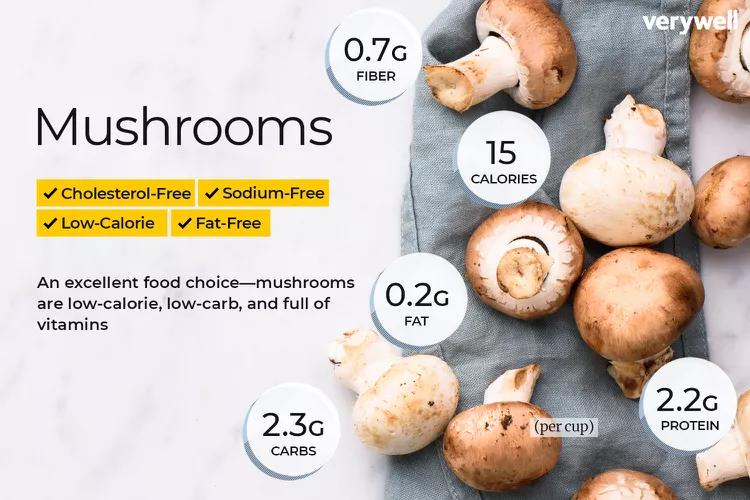 verywell
0.7G
FIBER
Mushrooms
15
CALORIES
✓ Cholesterol-Free ✓ Sodium-Free
✓ Low-Calorie ✓ Fat-Free
An excellent food choice—mushrooms
are low-calorie, low-carb, and full of
vitamins
0.2G
FAT
2.3G
CARBS
2.2G
PROTEIN
(per cup)